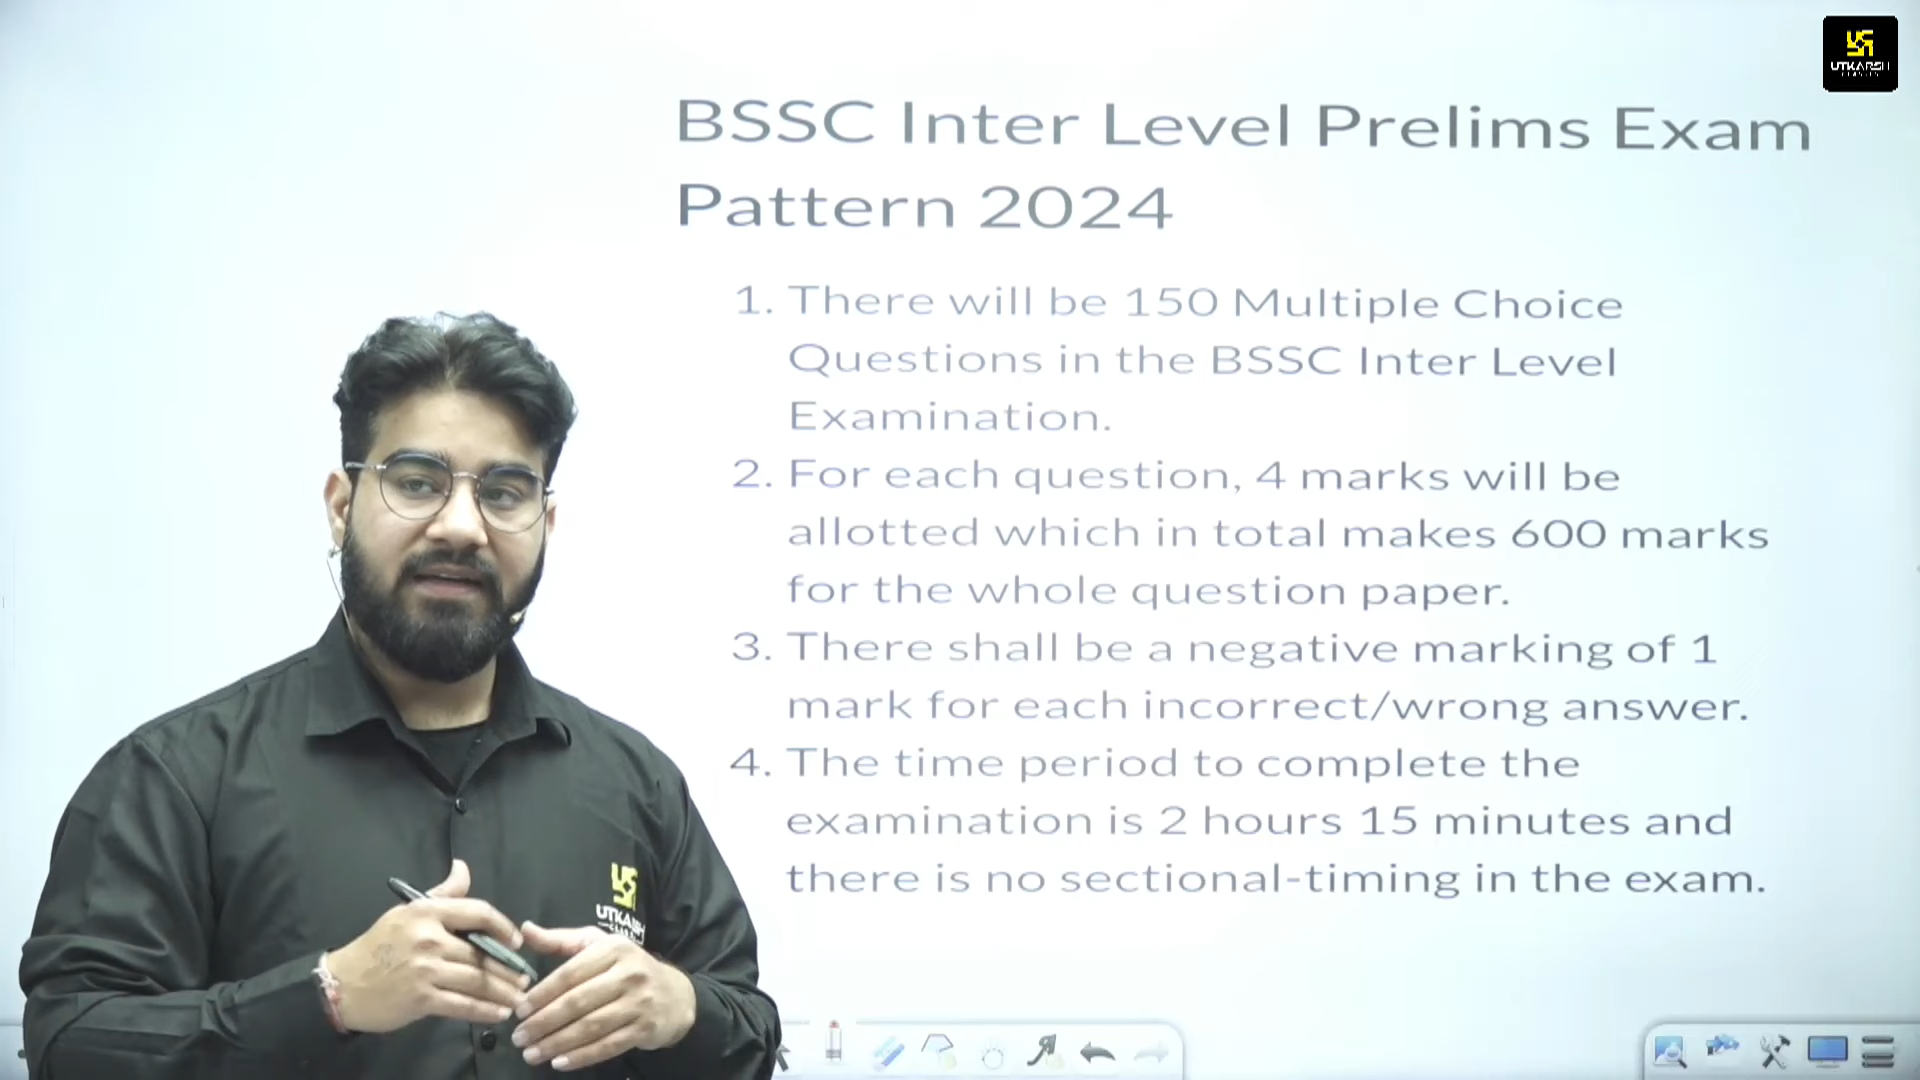 UTKARSH
CLASSES
BSSC Inter Level Prelims Exam
Pattern 2024
1. There will be 150 Multiple Choice
Questions in the BSSC Inter Level
Examination.
2. For each question, 4 marks will be
allotted which in total makes 600 marks
for the whole question paper.
3. There shall be a negative marking of 1
mark for each incorrect/wrong answer.
4. The time period to complete the
examination is 2 hours 15 minutes and
there is no sectional-timing in the exam.
UTKARSH